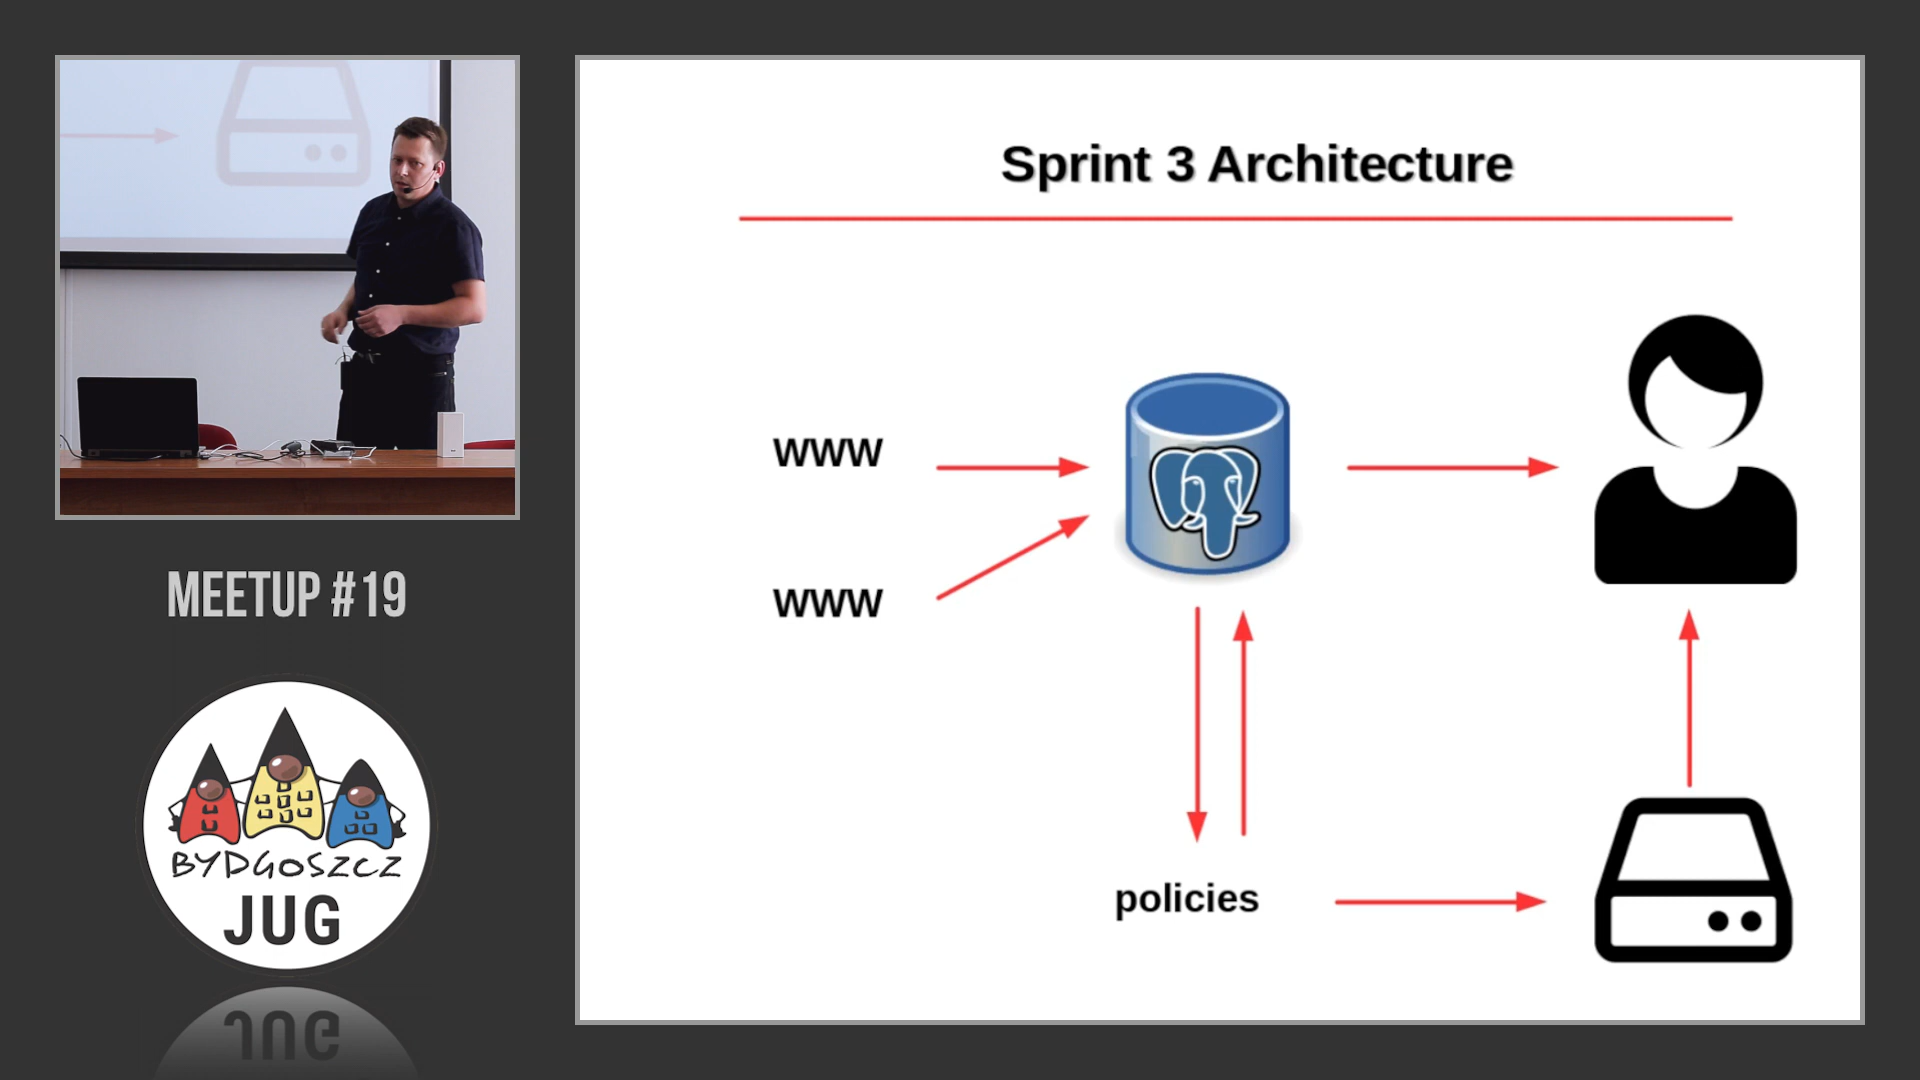 Sprint 3 Architecture
www
www
policies
MEETUP #19
BYDGOSZCZ
JUG